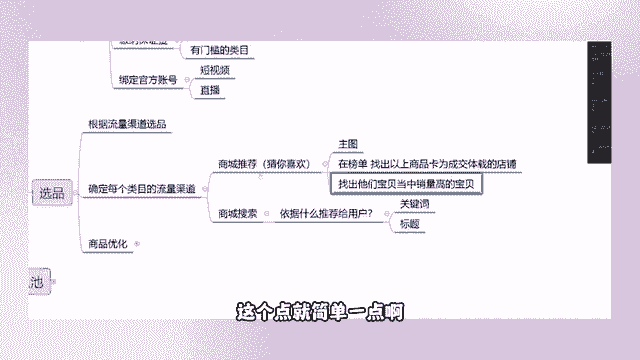 有门槛的类目
绑定官方账号
短视频
直播
选品
根据流量渠道选品
确定每个类目的流量渠道
商城推荐（猜你喜欢）
主图
在榜单 找出以上商品卡为成交体载的店铺
找出他们宝贝当中销量高的宝贝
商城搜索
依据什么推荐给用户？
关键词
标题
商品优化
池
这个点就简单一点啊